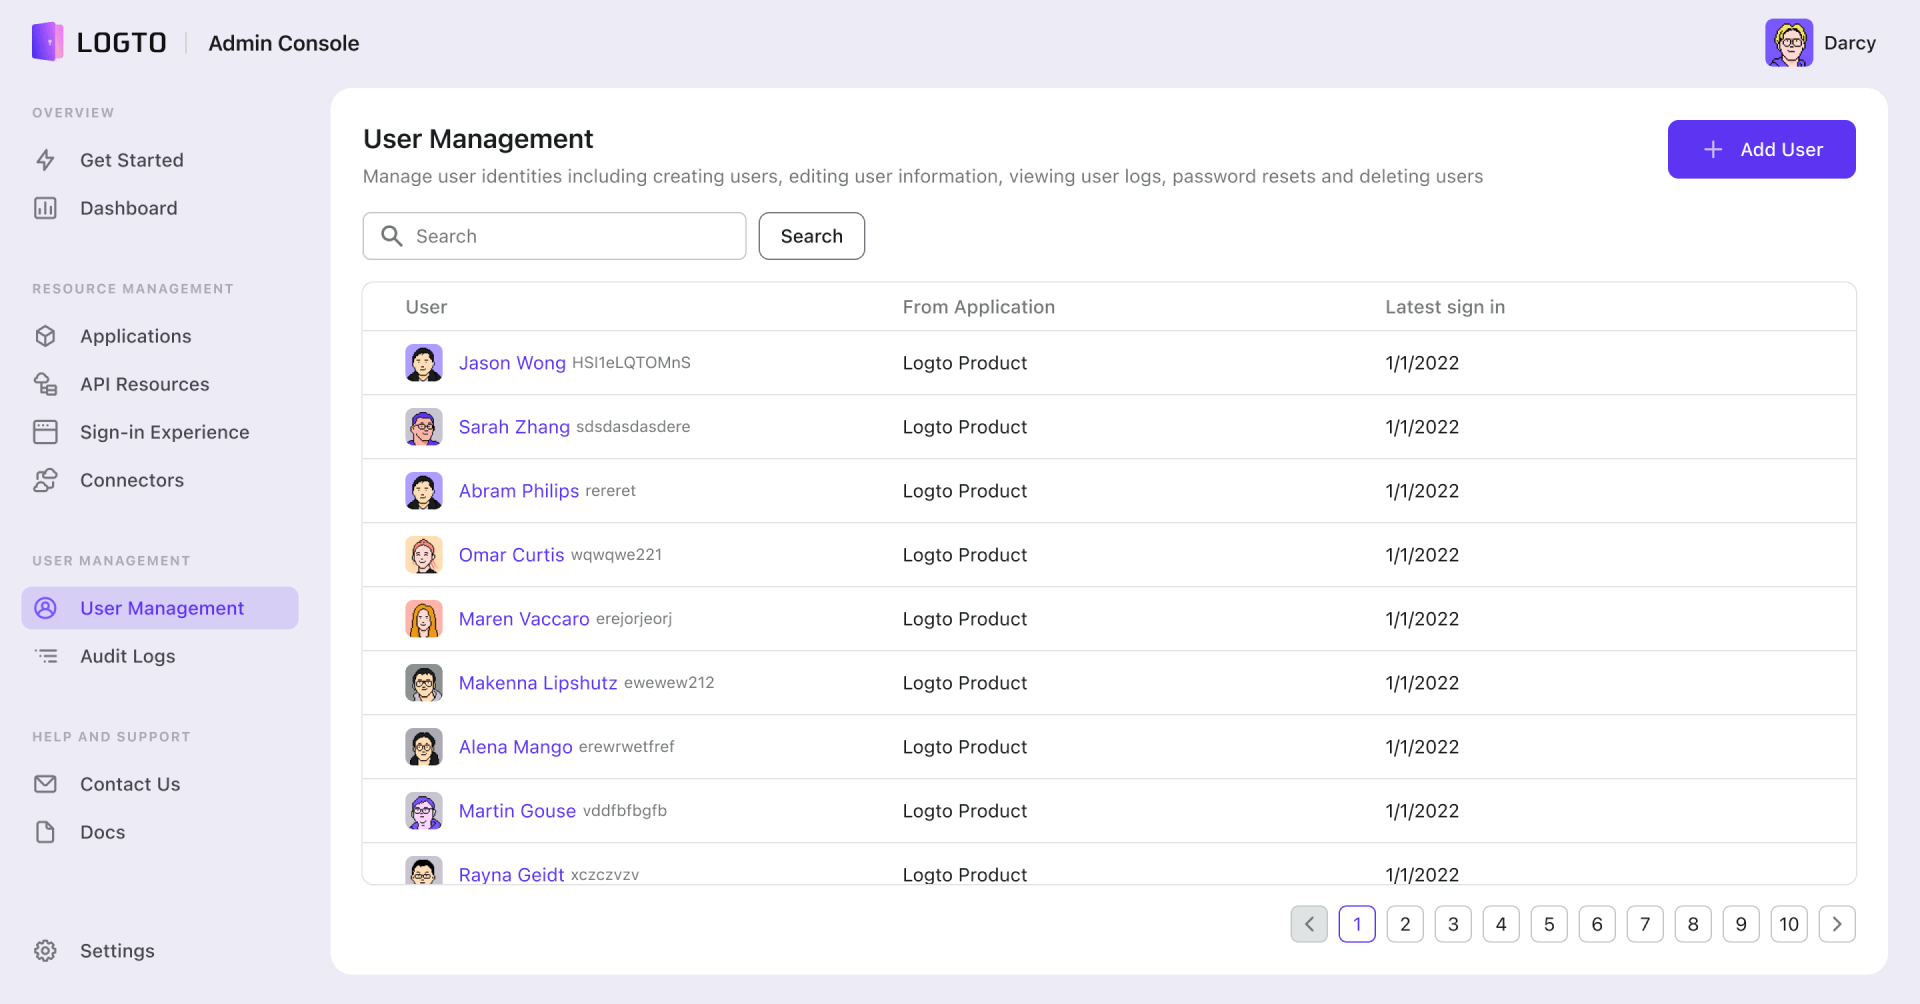 LOGTO Admin Console
Darcy
OVERVIEW
Get Started
Dashboard
RESOURCE MANAGEMENT
Applications
API Resources
Sign-in Experience
Connectors
USER MANAGEMENT
User Management
Audit Logs
HELP AND SUPPORT
Contact Us
Docs
Settings
User Management
Manage user identities including creating users, editing user information, viewing user logs, password resets and deleting users
Add User
Search Search
User From Application Latest sign in
Jason Wong HSI1eLQTOMnS Logto Product 1/1/2022
Sarah Zhang sdsdasdasdere Logto Product 1/1/2022
Abram Philips rereret Logto Product 1/1/2022
Omar Curtis wqwqwe221 Logto Product 1/1/2022
Maren Vaccaro erejorjeorj Logto Product 1/1/2022
Makenna Lipshutz ewewew212 Logto Product 1/1/2022
Alena Mango erewrwetfref Logto Product 1/1/2022
Martin Gouse vddfbfbgfb Logto Product 1/1/2022
Rayna Geidt xczczvzv Logto Product 1/1/2022
1 2 3 4 5 6 7 8 9 10